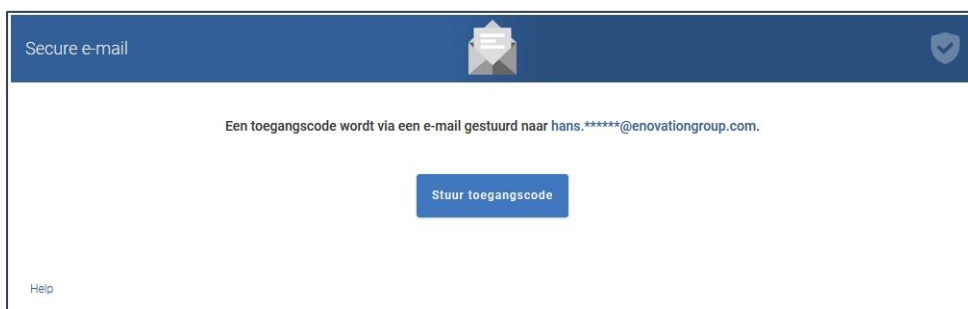 Secure e-mail
Een toegangscode wordt via een e-mail gestuurd naar hans.******@enovationgroup.com.
Stuur toegangscode
Help